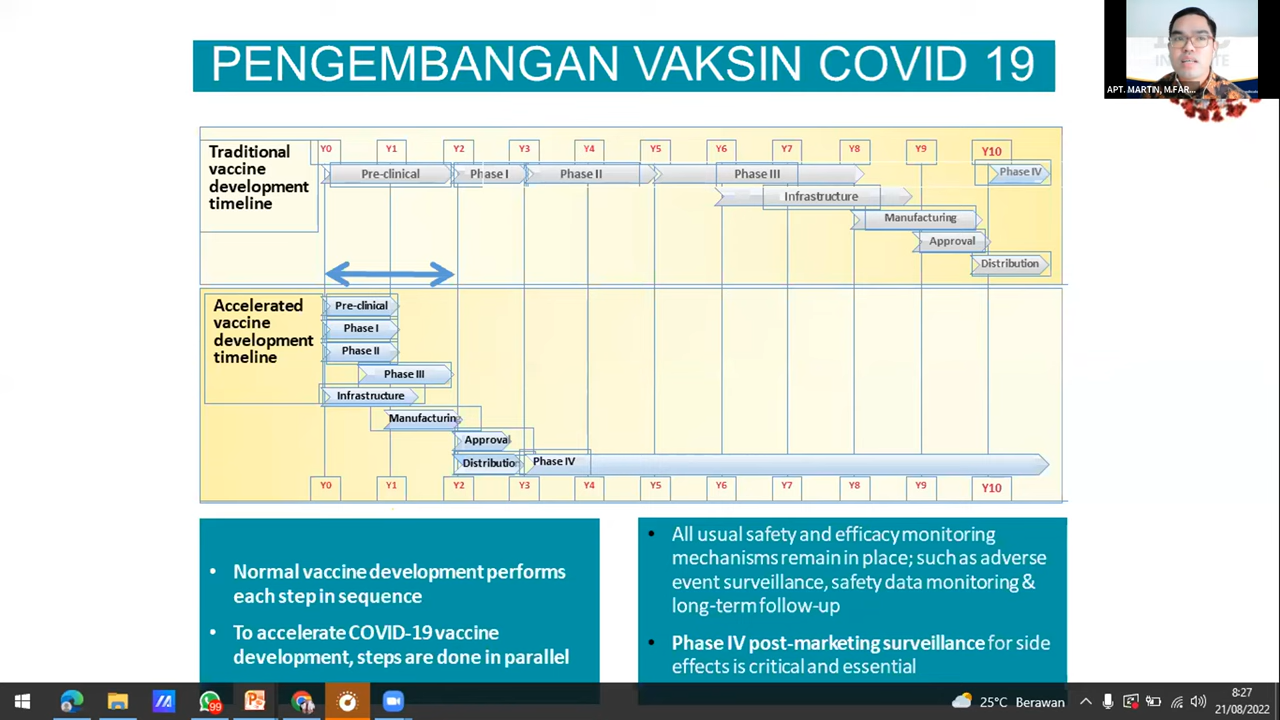 PENGEMBANGAN VAKSIN COVID 19
APT. MARTIN, M.FAR...
Traditional
vaccine
development
timeline
Y0 Y1 Y2 Y3 Y4 Y5 Y6 Y7 Y8 Y9 Y10
Pre-clinical Phase I Phase II Phase III Phase IV
Infrastructure
Manufacturing
Approval
Distribution
Accelerated
vaccine
development
timeline
Pre-clinical
Phase I
Phase II
Phase III
Infrastructure
Manufacturing
Approval
Distributio Phase IV
Y0 Y1 Y2 Y3 Y4 Y5 Y6 Y7 Y8 Y9 Y10
• Normal vaccine development performs
each step in sequence
• To accelerate COVID-19 vaccine
development, steps are done in parallel
• All usual safety and efficacy monitoring
mechanisms remain in place; such as adverse
event surveillance, safety data monitoring &
long-term follow-up
• Phase IV post-marketing surveillance for side
effects is critical and essential
99
25°C Berawan
8:27
21/08/2022